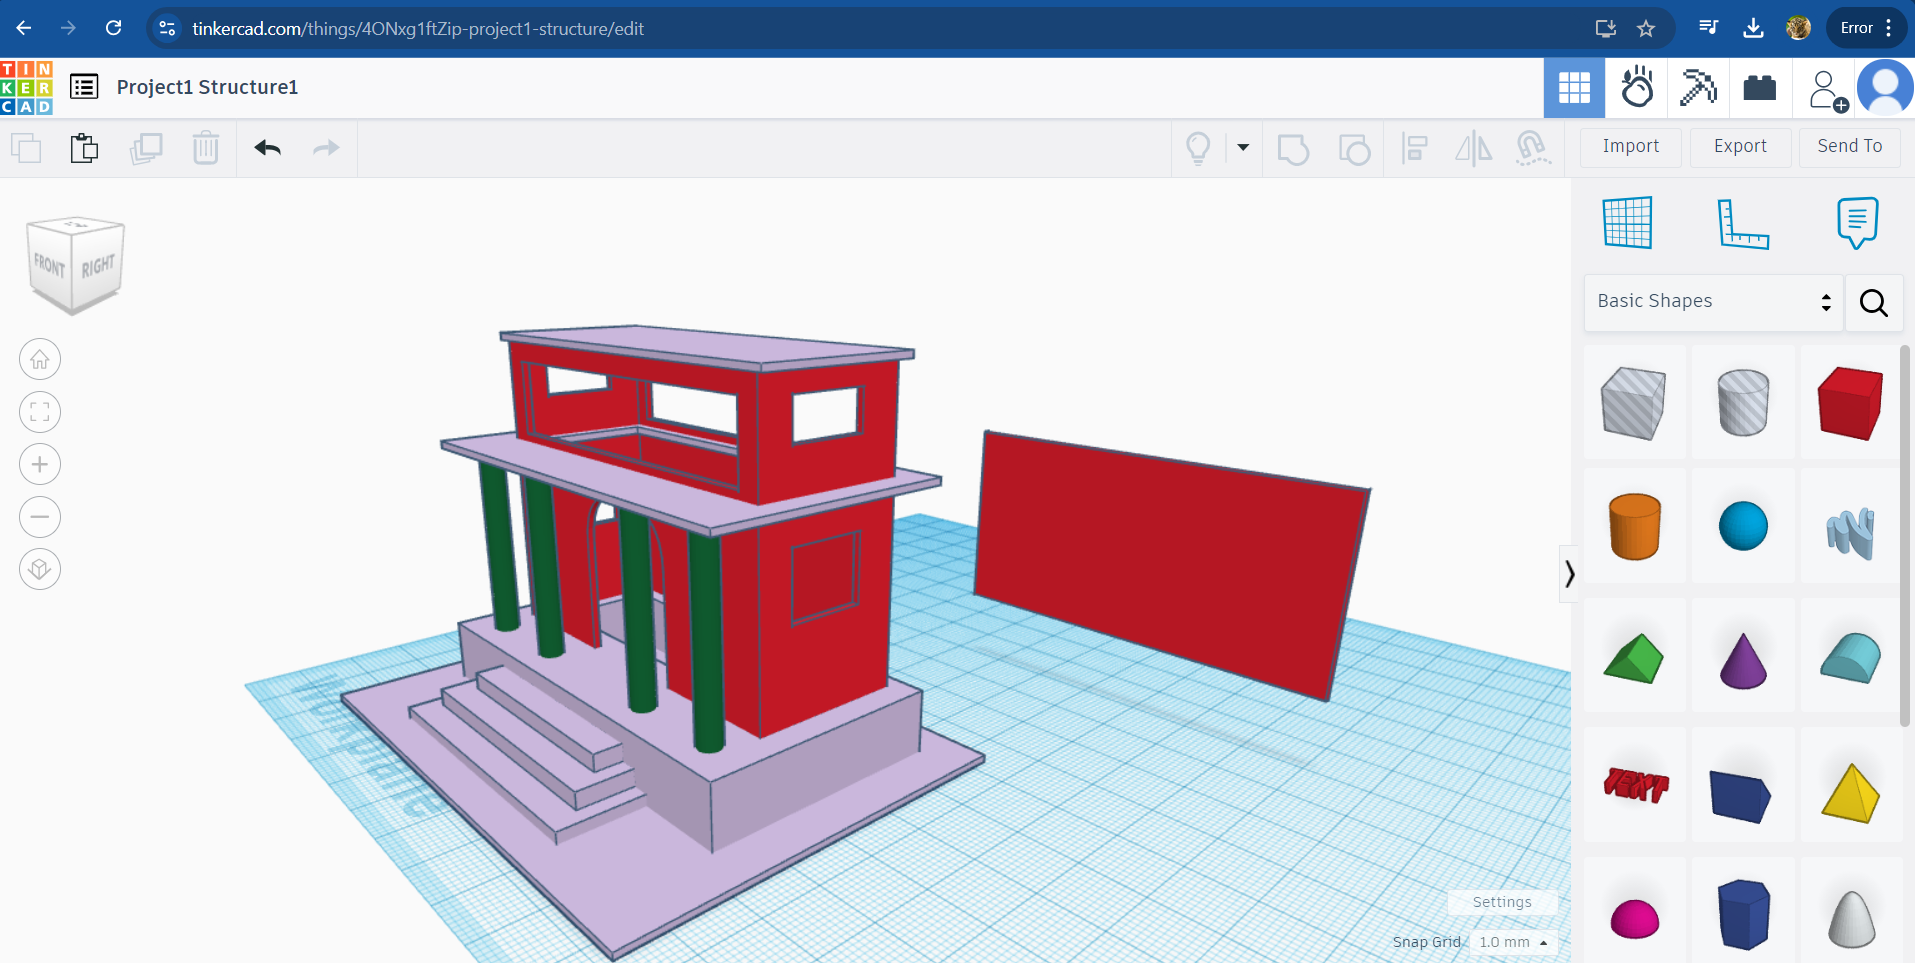 tinkercad.com/things/4ONxg1ftZip-project1-structure/edit
Error
TIN
KER
CAD
Project1 Structure1
Import
Export
Send To
FRONT
RIGHT
Basic Shapes
TEXT
Workplane
Settings
Snap Grid
1.0 mm